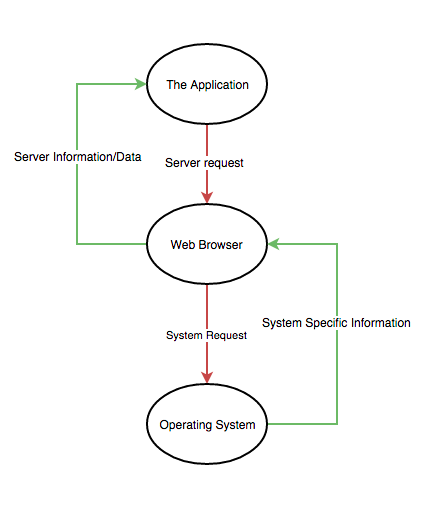 The Application
Server Information/Data
Server request
Web Browser
System Specific Information
System Request
Operating System